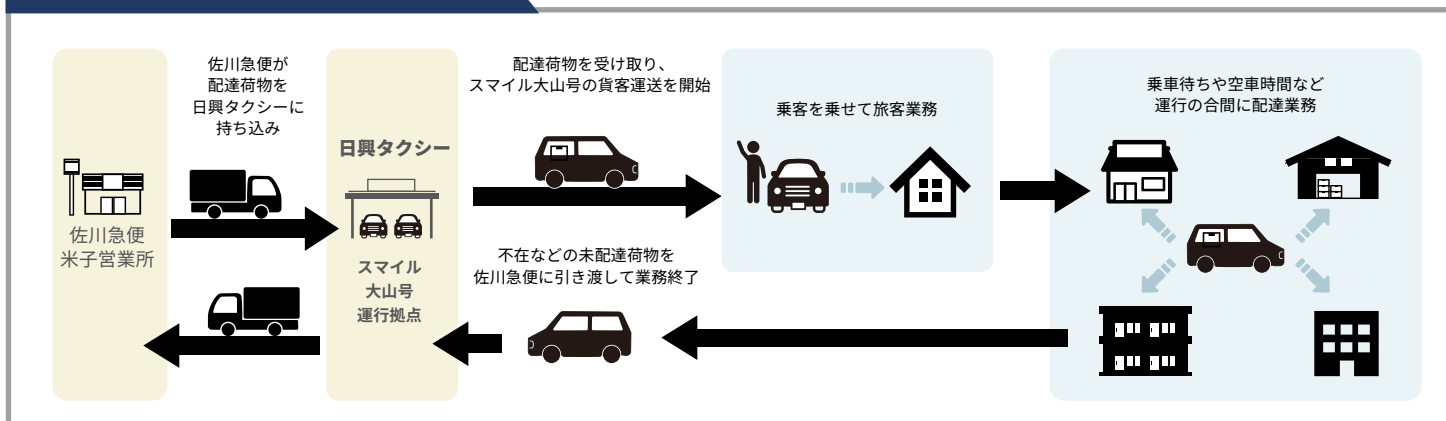 佐川急便が
配達荷物を
日興タクシーに
持ち込み
配達荷物を受け取り、
スマイル大山号の貨客運送を開始
乗客を乗せて旅客業務
乗車待ちや空車時間など
運行の合間に配達業務
日興タクシー
佐川急便
米子営業所
スマイル
大山号
運行拠点
不在などの未配達荷物を
佐川急便に引き渡して業務終了